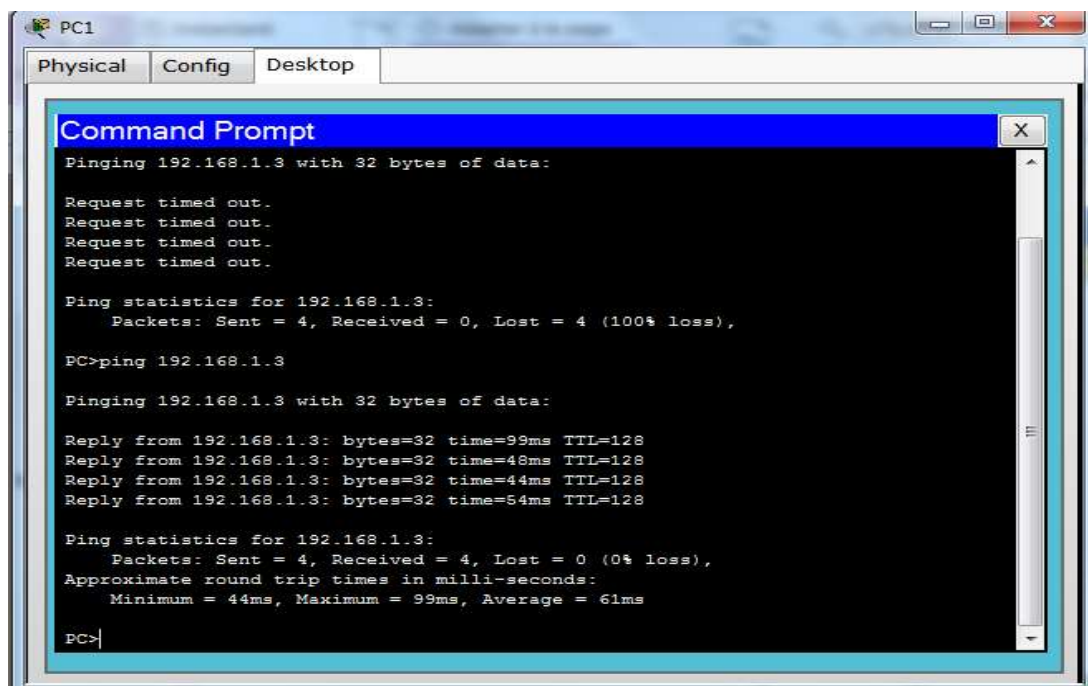 PC1
X
Physical Config Desktop
Command Prompt
X
Pinging 192.168.1.3 with 32 bytes of data:
Request timed out.
Request timed out.
Request timed out.
Request timed out.
Ping statistics for 192.168.1.3:
Packets: Sent = 4, Received = 0, Lost = 4 (100% loss),
PC>ping 192.168.1.3
Pinging 192.168.1.3 with 32 bytes of data:
Reply from 192.168.1.3: bytes=32 time=99ms TTL=128
Reply from 192.168.1.3: bytes=32 time=48ms TTL=128
Reply from 192.168.1.3: bytes=32 time=44ms TTL=128
Reply from 192.168.1.3: bytes=32 time=54ms TTL=128
Ping statistics for 192.168.1.3:
Packets: Sent = 4, Received = 4, Lost = 0 (0% loss),
Approximate round trip times in milli-seconds:
Minimum = 44ms, Maximum = 99ms, Average = 61ms
PC>